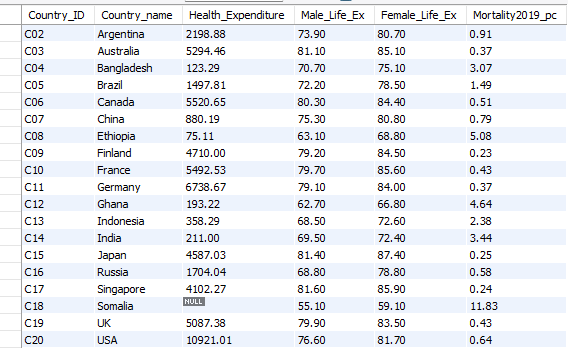 Country_ID Country_name Health_Expenditure Male_Life_Ex Female_Life_Ex Mortality2019_pc
C02 Argentina 2198.88 73.90 80.70 0.91
C03 Australia 5294.46 81.10 85.10 0.37
C04 Bangladesh 123.29 70.70 75.10 3.07
C05 Brazil 1497.81 72.20 78.50 1.49
C06 Canada 5520.65 80.30 84.40 0.51
C07 China 880.19 75.30 80.80 0.79
C08 Ethiopia 75.11 63.10 68.80 5.08
C09 Finland 4710.00 79.20 84.50 0.23
C10 France 5492.53 79.70 85.60 0.43
C11 Germany 6738.67 79.10 84.00 0.37
C12 Ghana 193.22 62.70 66.80 4.64
C13 Indonesia 358.29 68.50 72.60 2.38
C14 India 211.00 69.50 72.40 3.44
C15 Japan 4587.03 81.40 87.40 0.25
C16 Russia 1704.04 68.80 78.80 0.58
C17 Singapore 4102.27 81.60 85.90 0.24
C18 Somalia NULL 55.10 59.10 11.83
C19 UK 5087.38 79.90 83.50 0.43
C20 USA 10921.01 76.60 81.70 0.64